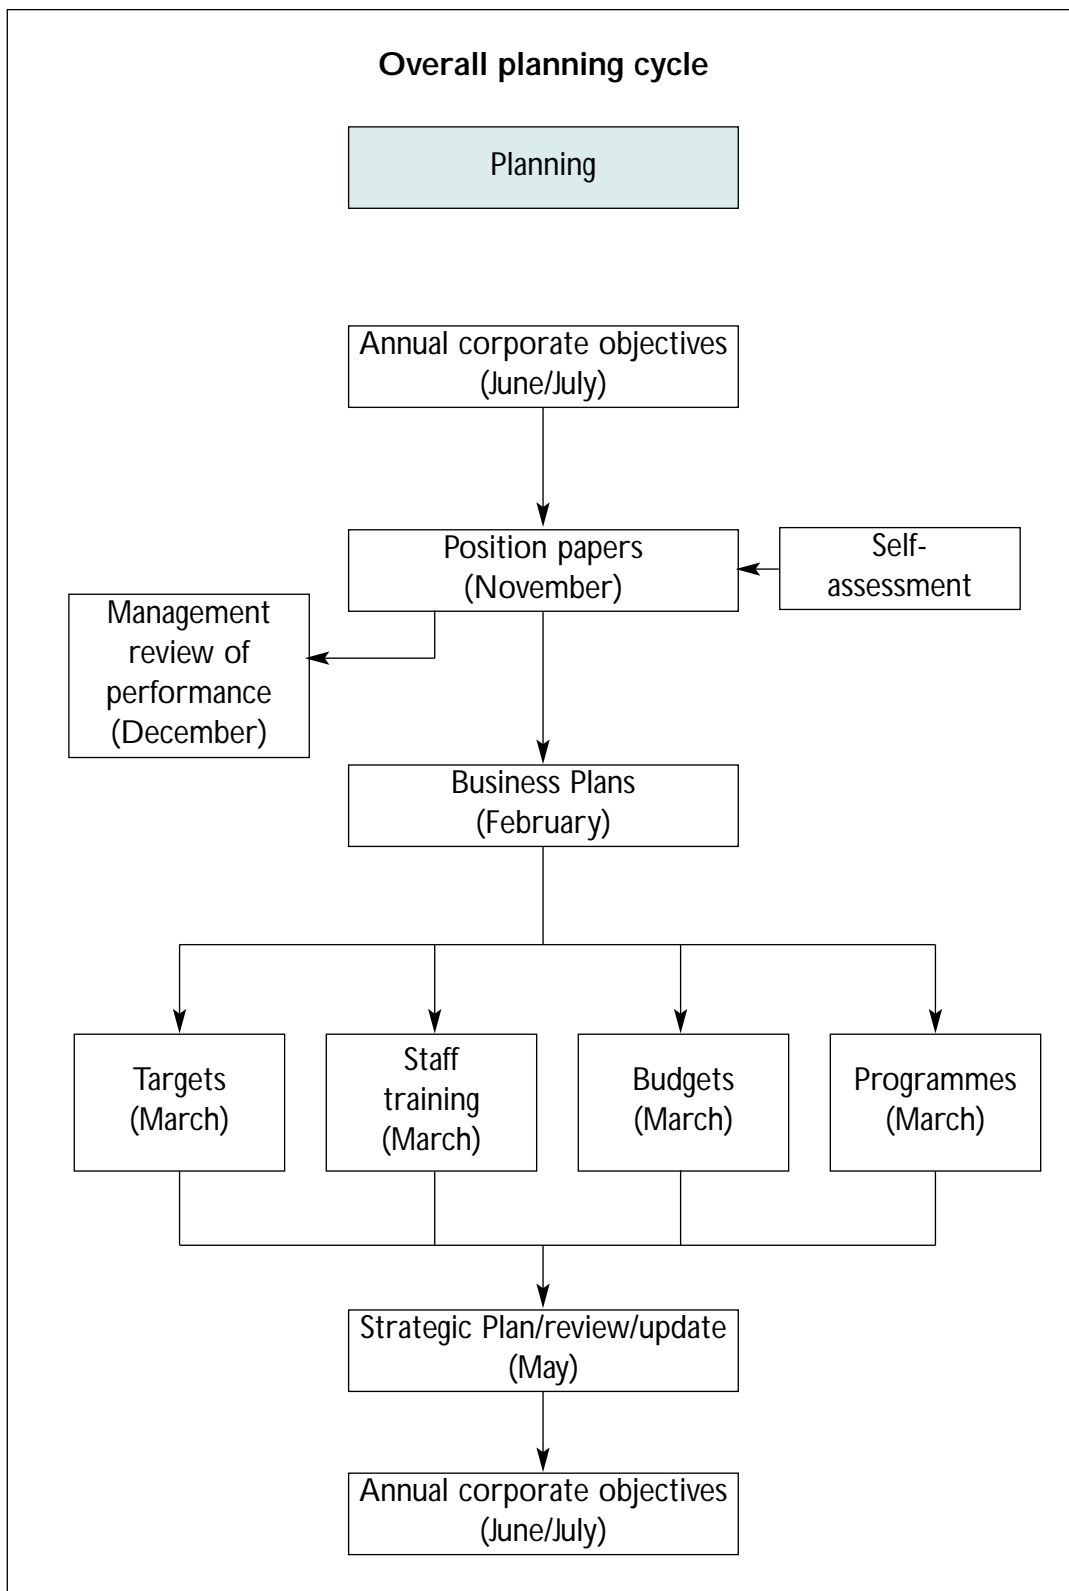 Overall planning cycle
Planning
Annual corporate objectives
(June/July)
Position papers
(November)
Self-
assessment
Management
review of
performance
(December)
Business Plans
(February)
Targets
(March)
Staff
training
(March)
Budgets
(March)
Programmes
(March)
Strategic Plan/review/update
(May)
Annual corporate objectives
(June/July)